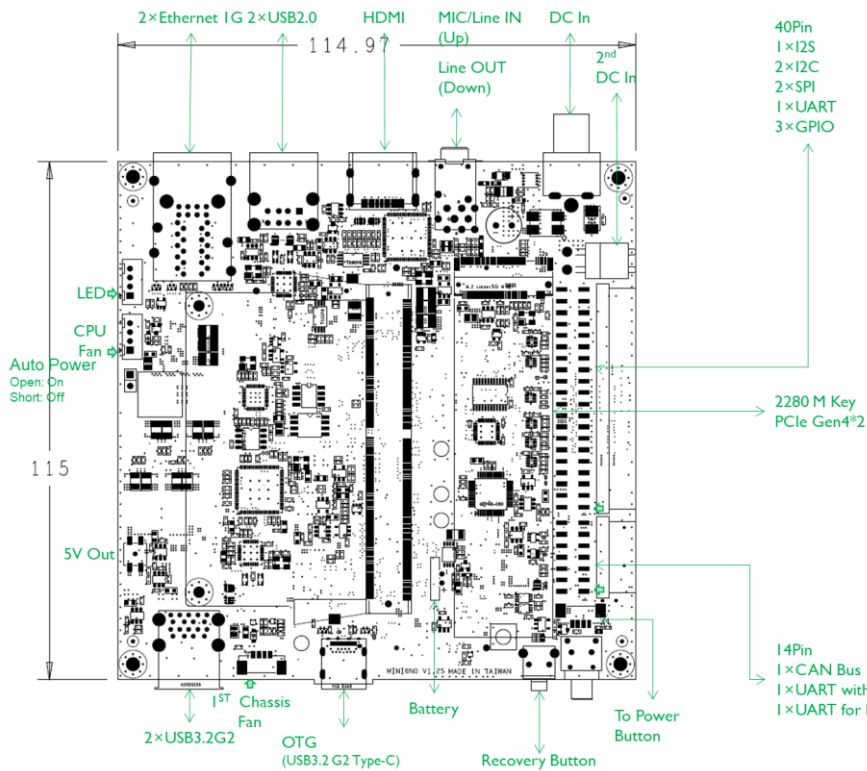 2×Ethernet 1G 2×USB2.0
HDMI
MIC/Line IN
(Up)
DC In
114.97
Line OUT
(Down)
2nd
DC In
40Pin
1×I2S
2×I2C
2×SPI
1×UART
3×GPIO
LED
CPU
Fan
Auto Power
Open: On
Short: Off
2280 M Key
PCIe Gen4*2
115
5V Out
MINI6NO V1.2S MADE IN TAIWAN
14Pin
1×CAN Bus
1×UART with
1×UART for
1ST Chassis
Fan
Battery
To Power
Button
2×USB3.2G2
OTG
(USB3.2 G2 Type-C)
Recovery Button